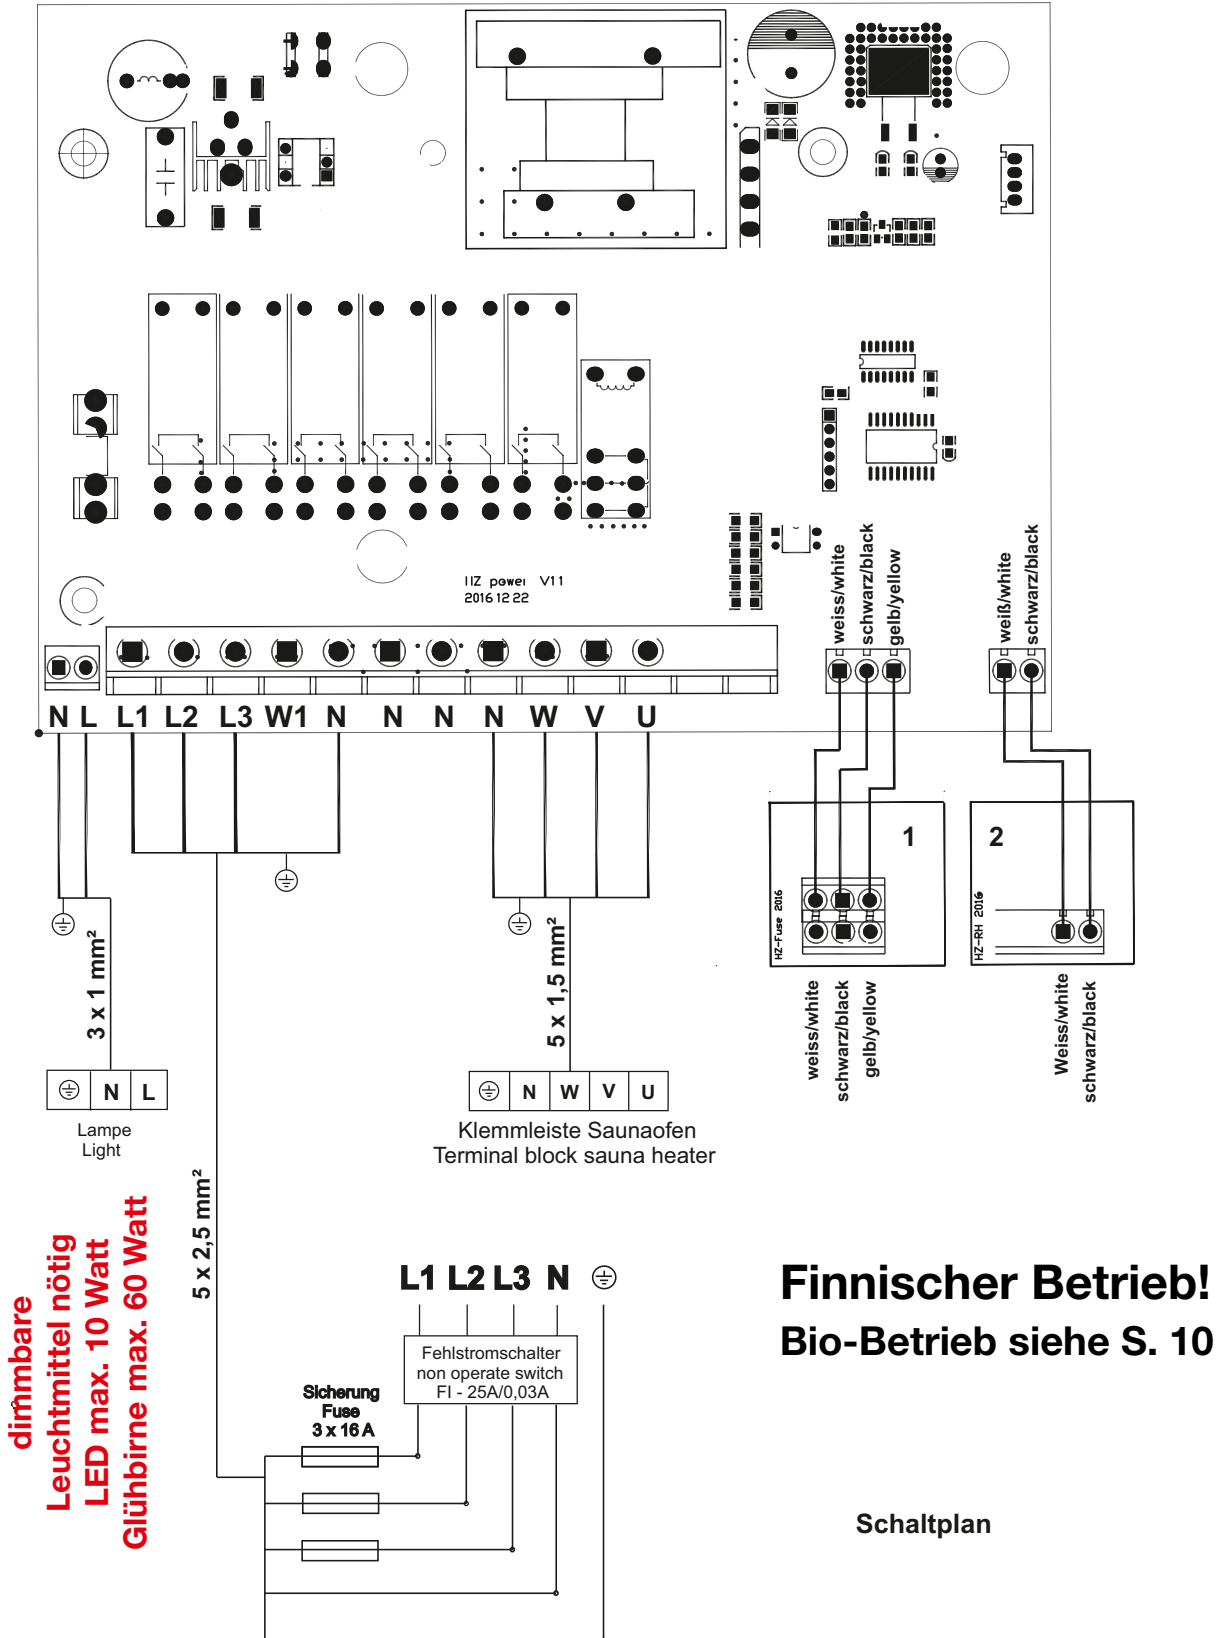 IIZ power V11
2016 12 22
weiss/white
schwarz/black
gelb/yellow
weiß/white
schwarz/black
N L L1 L2 L3 W1 N N N N W V U
1
2
HZ-Fuse 2016
HZ-RH 2016
3 x 1 mm²
5 x 1,5 mm²
weiss/white
schwarz/black
gelb/yellow
Weiss/white
schwarz/black
N L
Lampe
Light
N W V U
Klemmleiste Saunaofen
Terminal block sauna heater
5 x 2,5 mm²
dimmbare
Leuchtmittel nötig
LED max. 10 Watt
Glühbirne max. 60 Watt
L1 L2 L3 N
Fehlstromschalter
non operate switch
FI - 25A/0,03A
Sicherung
Fuse
3 x 16 A
Finnischer Betrieb!
Bio-Betrieb siehe S. 10
Schaltplan